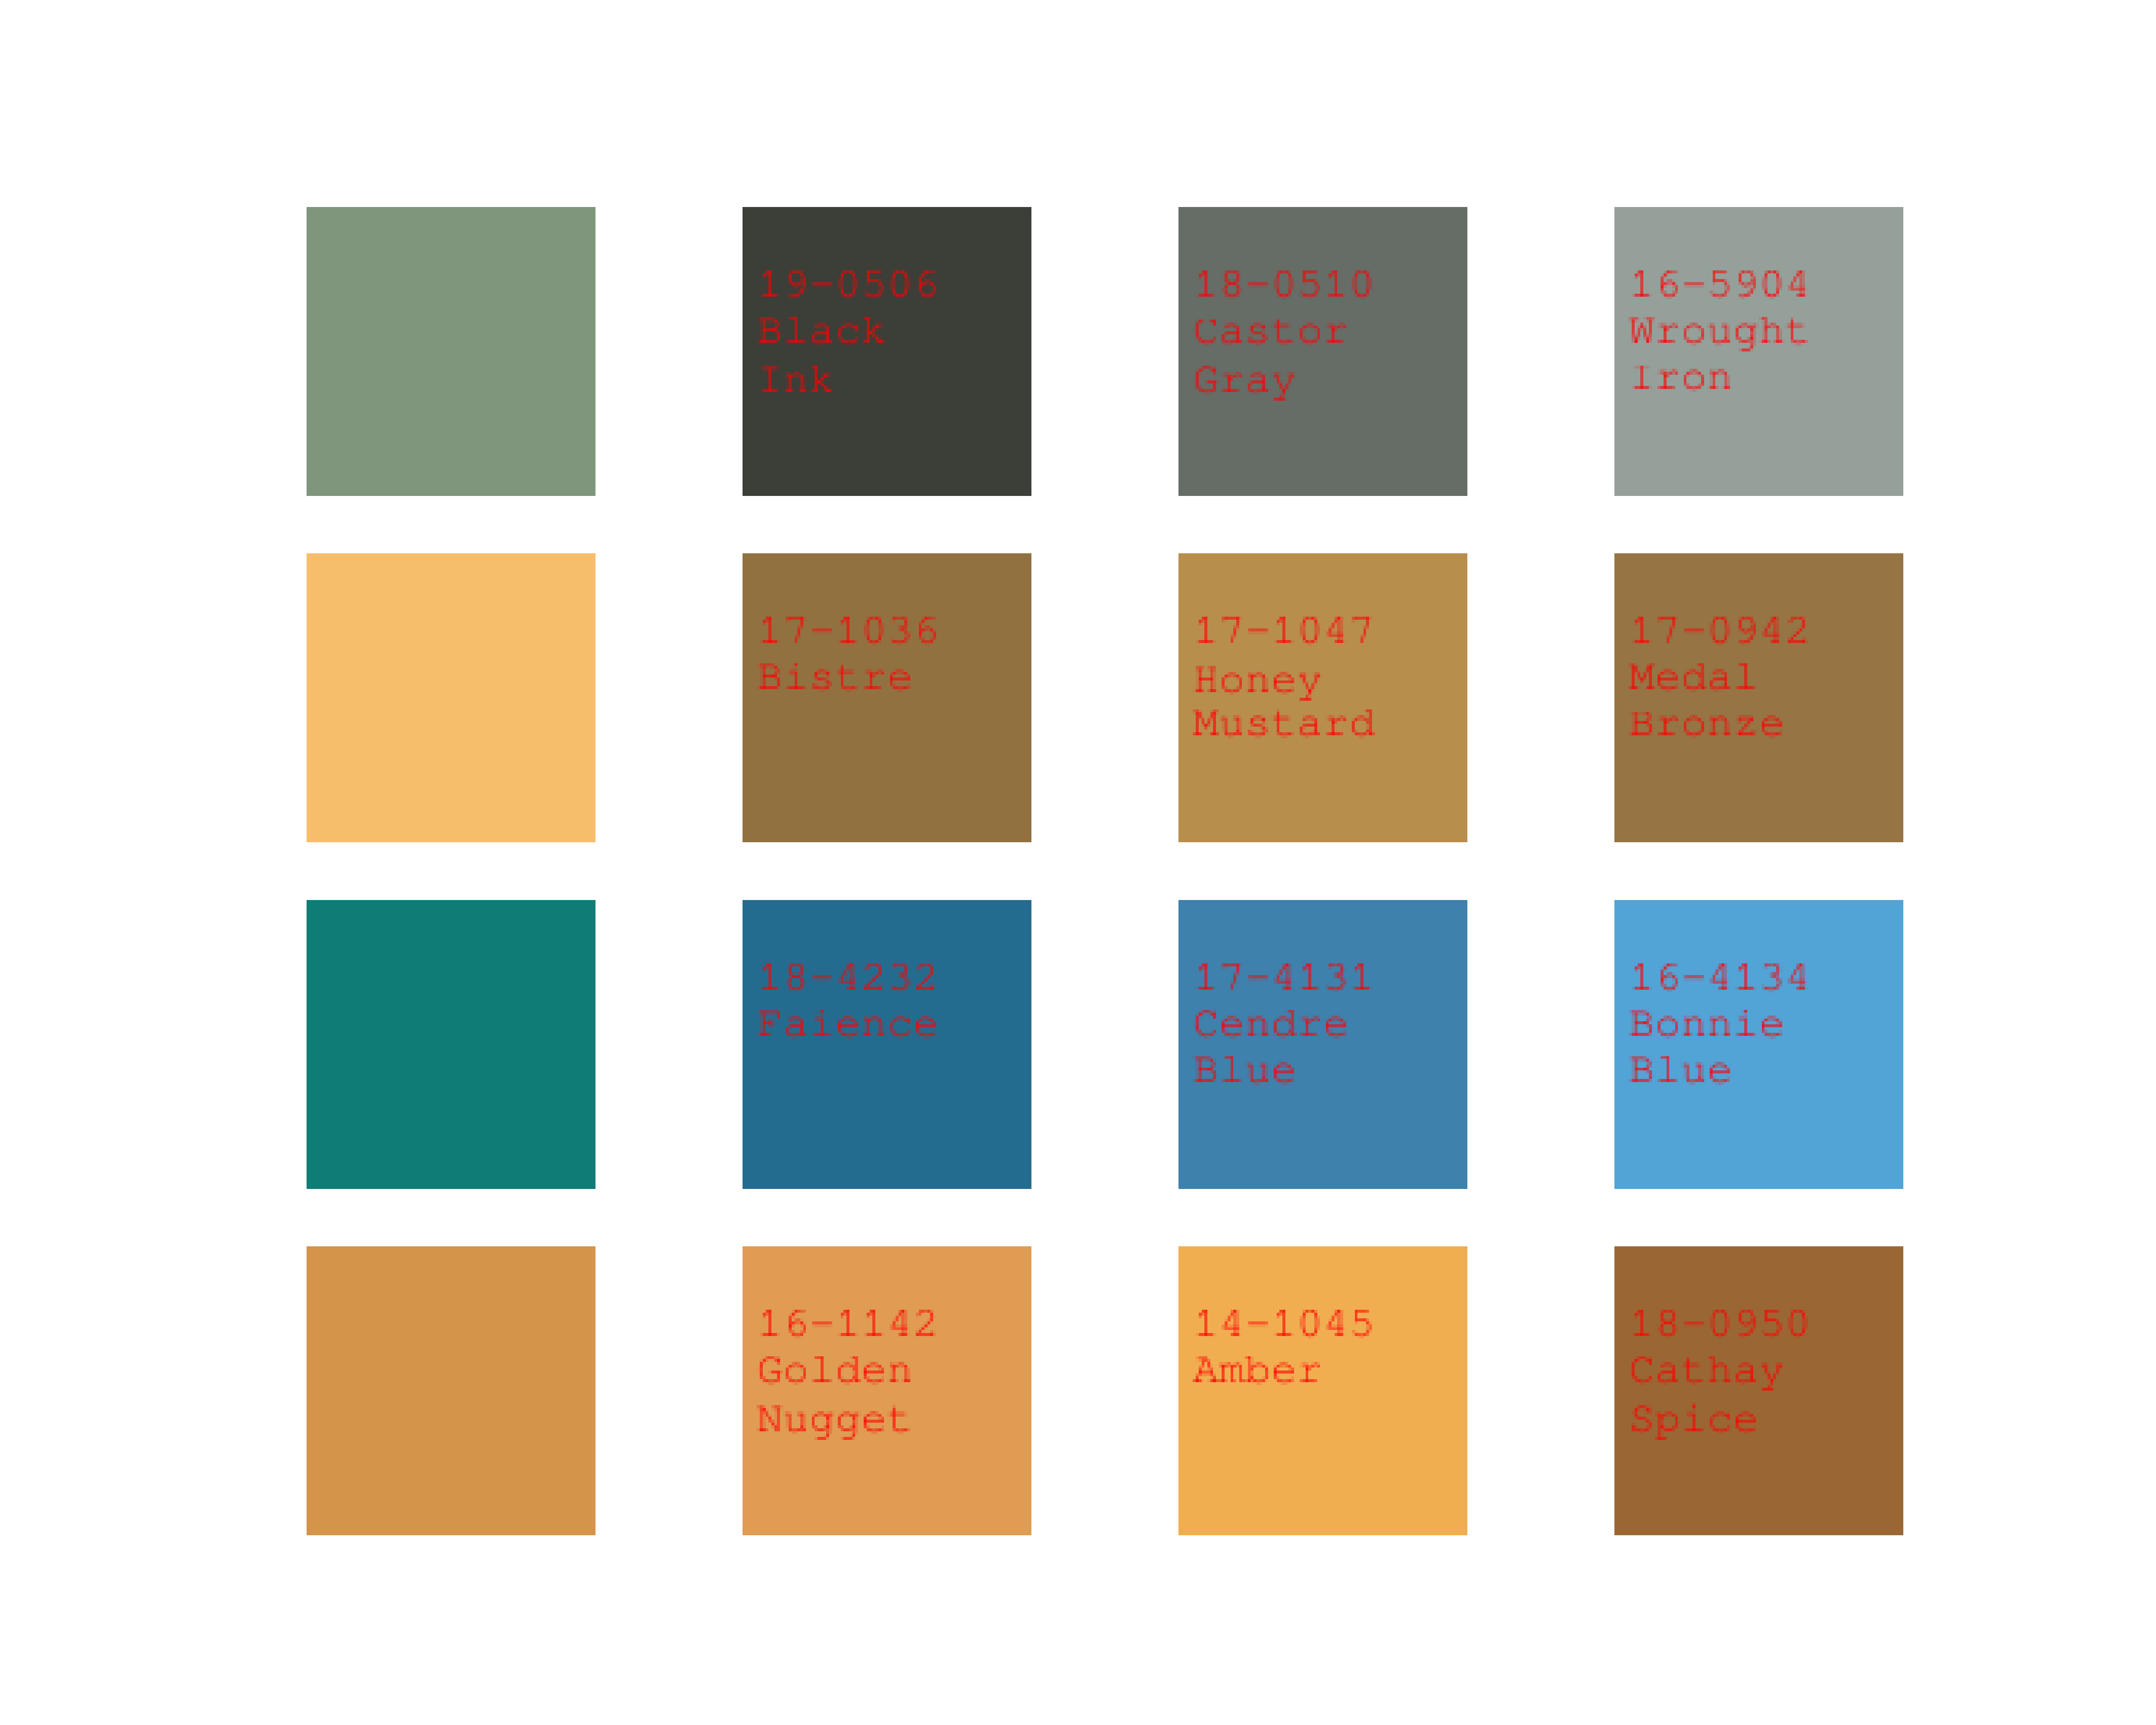 19-0506
Black
Ink
18-0510
Castor
Gray
16-5904
Wrought
Iron
17-1036
Bistre
17-1047
Honey
Mustard
17-0942
Medal
Bronze
18-4232
Faience
17-4131
Cendre
Blue
16-4134
Bonnie
Blue
16-1142
Golden
Nugget
14-1045
Amber
18-0950
Cathay
Spice